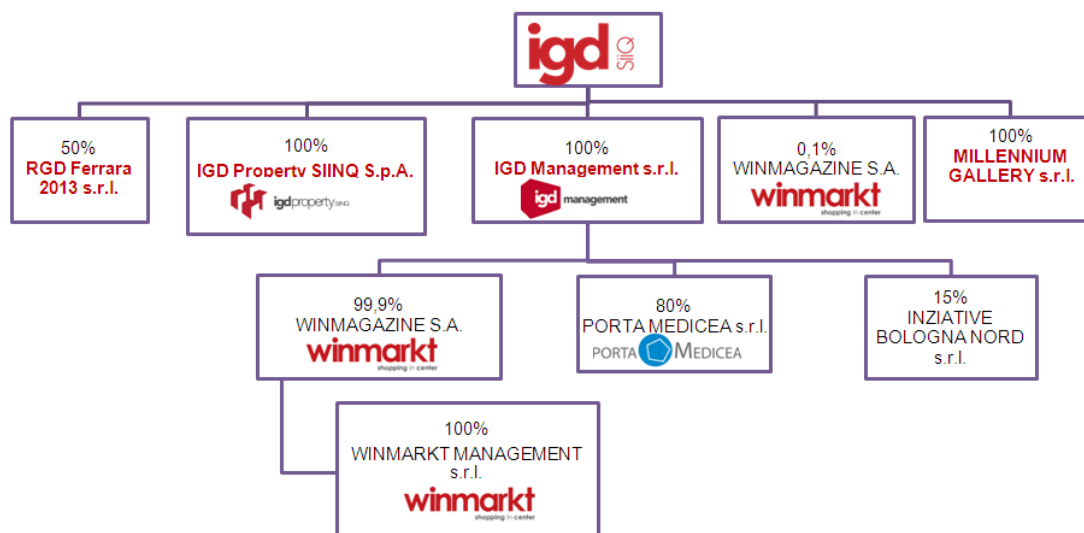 igd SIIQ
50%
RGD Ferrara
2013 s.r.l.
100%
IGD Property SIINQ S.p.A.
igdproperty SIINQ
100%
IGD Management s.r.l.
igd management
0,1%
WINMAGAZINE S.A.
winmarkt
shopping in center
100%
MILLENNIUM
GALLERY s.r.l.
99,9%
WINMAGAZINE S.A.
winmarkt
shopping in center
80%
PORTA MEDICEA s.r.l.
PORTA MEDICEA
15%
INZIATIVE
BOLOGNA NORD
s.r.l.
100%
WINMARKT MANAGEMENT
s.r.l.
winmarkt
shopping in center